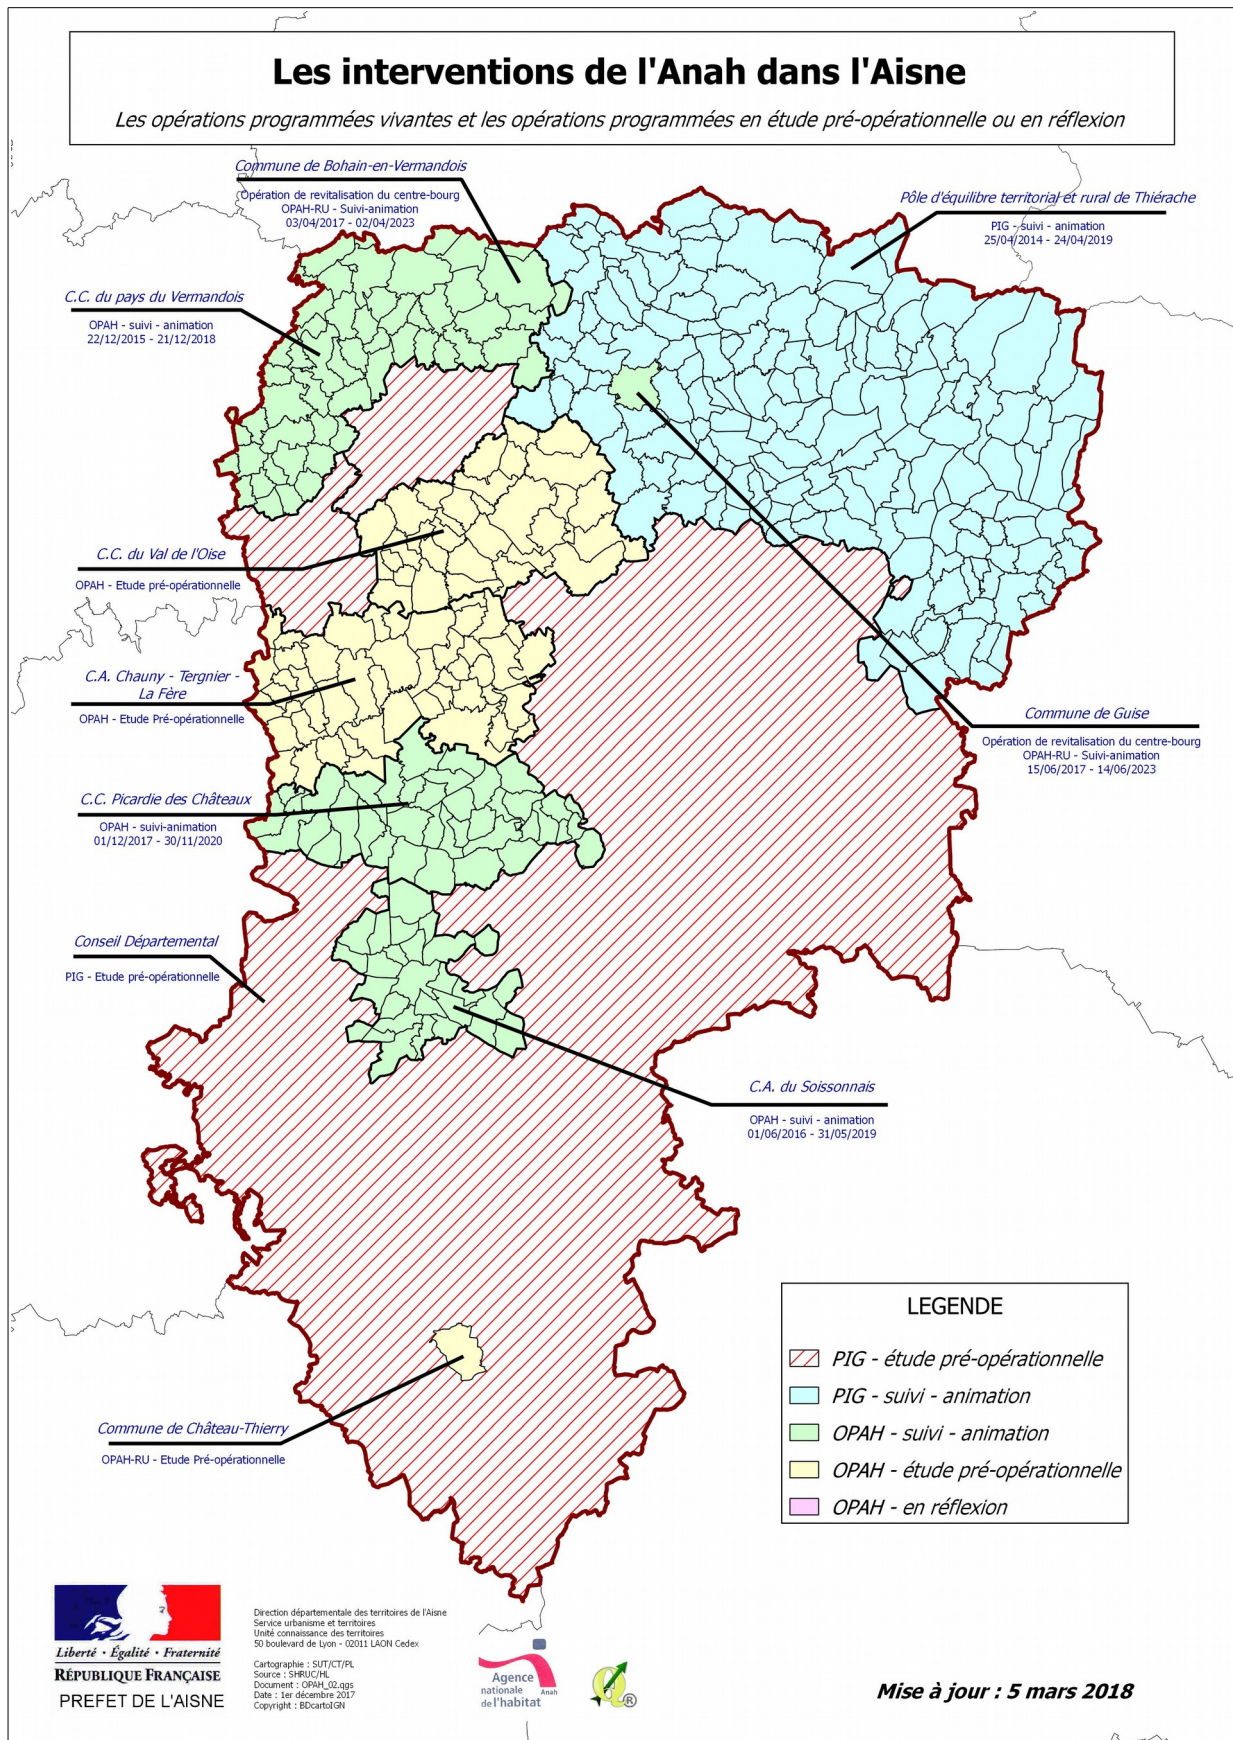 Les interventions de l'Anah dans l'Aisne
Les opérations programmées vivantes et les opérations programmées en étude pré-opérationnelle ou en réflexion
Commune de Bohain-en-Vermandois
Opération de revitalisation du centre-bourg
OPAH-RU - Suivi-animation
03/04/2017 - 02/04/2023
Pôle d'équilibre territorial et rural de Thiérache
PIG - suivi - animation
25/04/2014 - 24/04/2019
C.C. du pays du Vermandois
OPAH - suivi - animation
22/12/2015 - 21/12/2018
C.C. du Val de l'Oise
OPAH - Etude pré-opérationnelle
C.A. Chauny - Tergnier -
La Fère
OPAH - Etude Pré-opérationnelle
Commune de Guise
Opération de revitalisation du centre-bourg
OPAH-RU - Suivi-animation
15/06/2017 - 14/06/2023
C.C. Picardie des Châteaux
OPAH - suivi-animation
01/12/2017 - 30/11/2020
Conseil Départemental
PIG - Etude pré-opérationnelle
C.A. du Soissonnais
OPAH - suivi - animation
01/06/2016 - 31/05/2019
Commune de Château-Thierry
OPAH-RU - Etude Pré-opérationnelle
LEGENDE
PIG - étude pré-opérationnelle
PIG - suivi - animation
OPAH - suivi - animation
OPAH - étude pré-opérationnelle
OPAH - en réflexion
Liberté • Égalité • Fraternité
RÉPUBLIQUE FRANÇAISE
PREFET DE L'AISNE
Direction départementale des territoires de l'Aisne
Service urbanisme et territoires
Unité connaissance des territoires
50 boulevard de Lyon - 02011 LAON Cedex
Cartographie : SUT/CT/PL
Source : SHRUC/HL
Document : OPAH_02.qgs
Date : 1er décembre 2017
Copyright : BDcartoIGN
Agence
nationale
de l'habitat
Anah
Q®
Mise à jour : 5 mars 2018